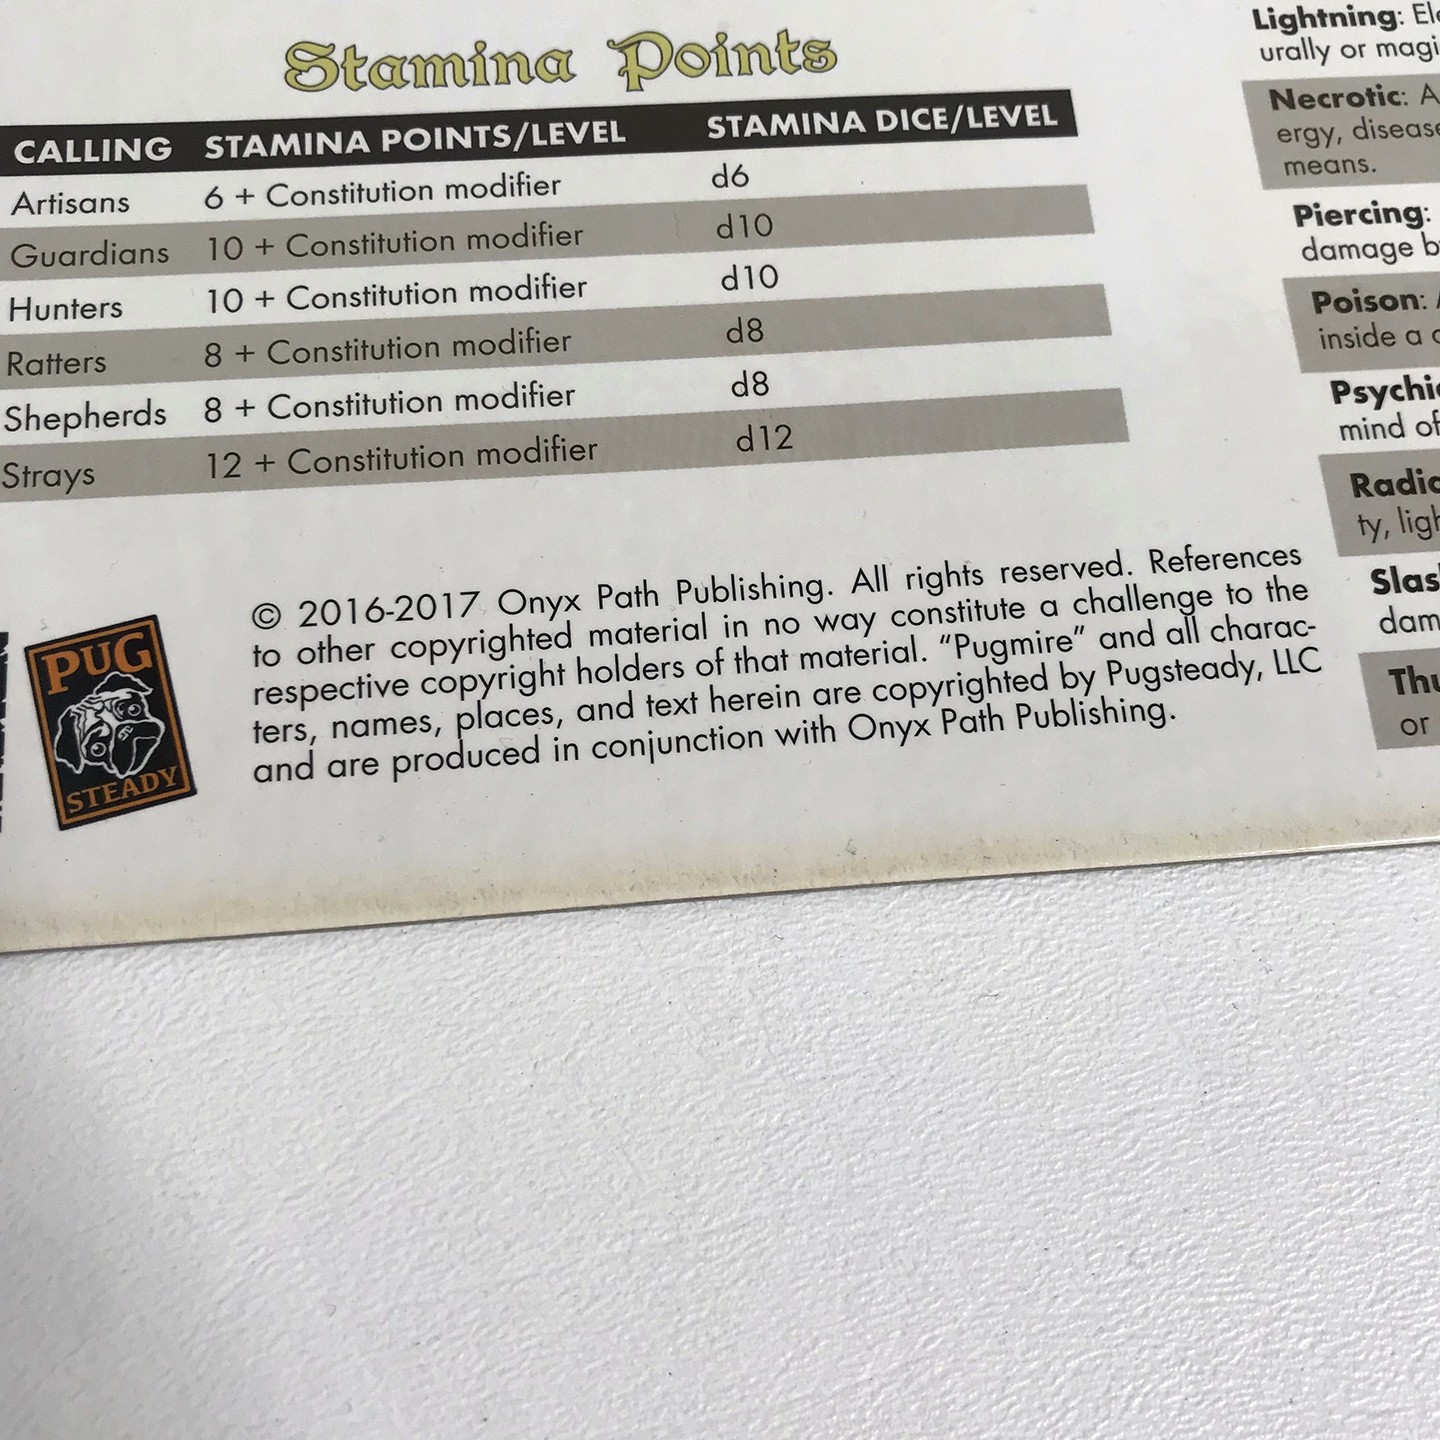 Stamina Points
CALLING STAMINA POINTS/LEVEL STAMINA DICE/LEVEL
Artisans 6 + Constitution modifier d6
Guardians 10 + Constitution modifier d10
Hunters 10 + Constitution modifier d10
Ratters 8 + Constitution modifier d8
Shepherds 8 + Constitution modifier d8
Strays 12 + Constitution modifier d12
PUG
STEADY
© 2016-2017 Onyx Path Publishing. All rights reserved. References
to other copyrighted material in no way constitute a challenge to the
respective copyright holders of that material. “Pugmire” and all charac-
ters, names, places, and text herein are copyrighted by Pugsteady, LLC
and are produced in conjunction with Onyx Path Publishing.
Lightning:
urally or
Necrotic:
ergy,
means.
Piercing:
damage
Poison:
inside a
mind of
ty,
or